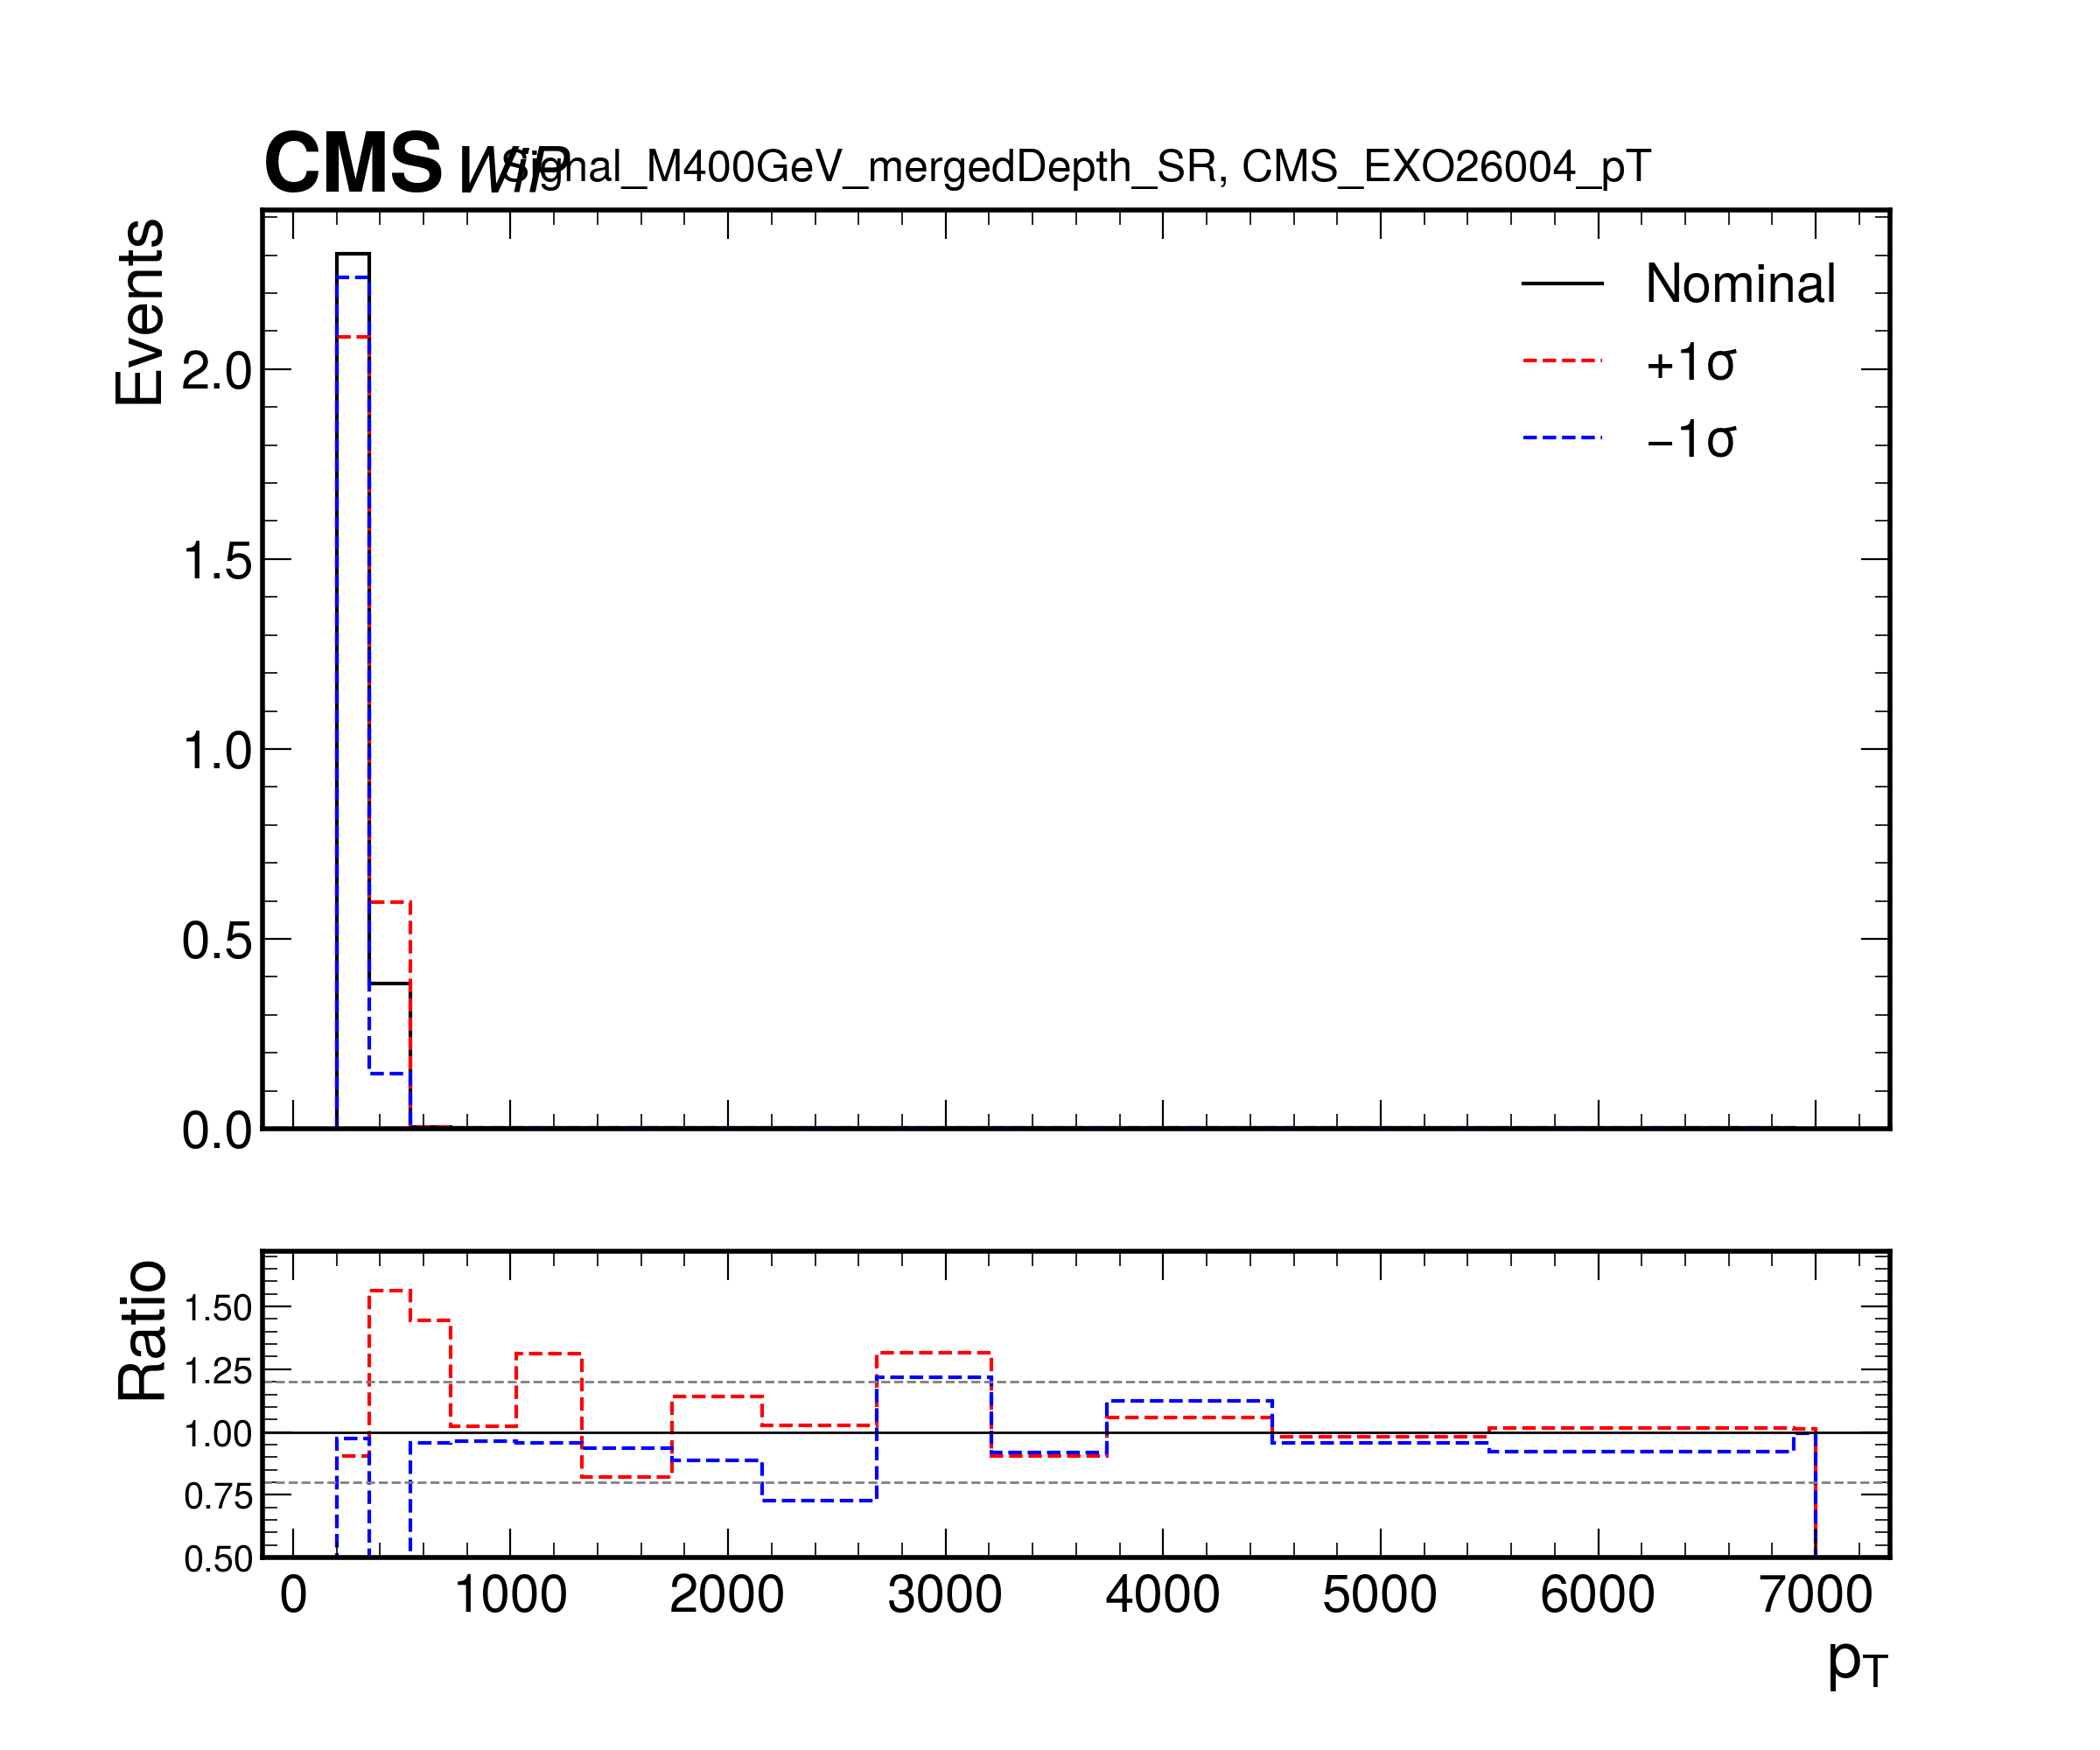 CMS WiP Signal_M400GeV_mergedDepth_SR, CMS_EXO26004_pT
Events
2.0
1.5
1.0
0.5
0.0
Nominal
+1σ
−1σ
Ratio
1.50
1.25
1.00
0.75
0.50
0 1000 2000 3000 4000 5000 6000 7000
pT